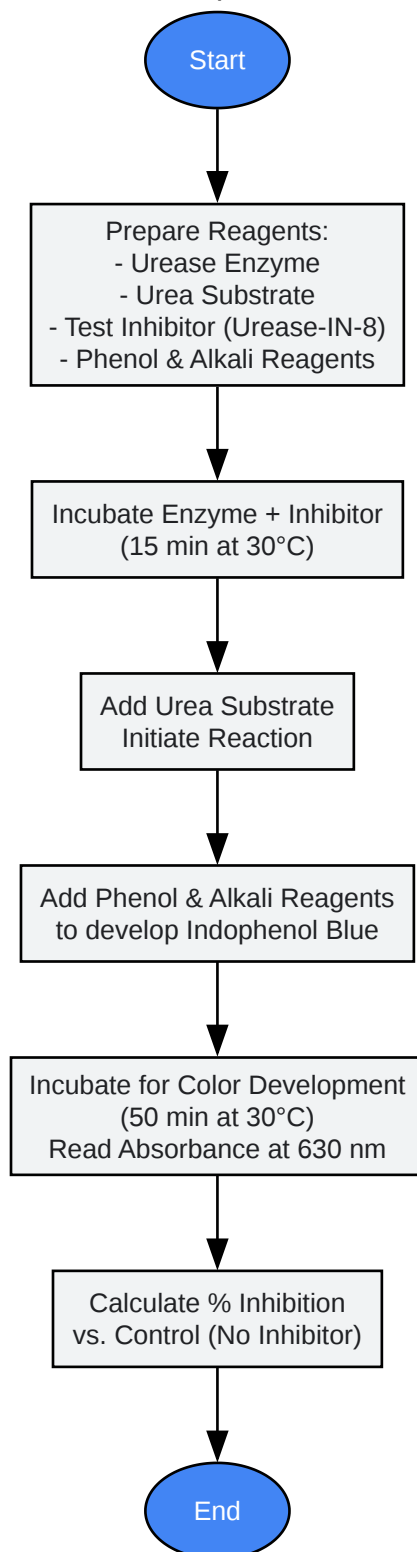 Start
Prepare Reagents:
- Urease Enzyme
- Urea Substrate
- Test Inhibitor (Urease-IN-8)
- Phenol & Alkali Reagents
Incubate Enzyme + Inhibitor
(15 min at 30°C)
Add Urea Substrate
Initiate Reaction
Add Phenol & Alkali Reagents
to develop Indophenol Blue
Incubate for Color Development
(50 min at 30°C)
Read Absorbance at 630 nm
Calculate % Inhibition
vs. Control (No Inhibitor)
End